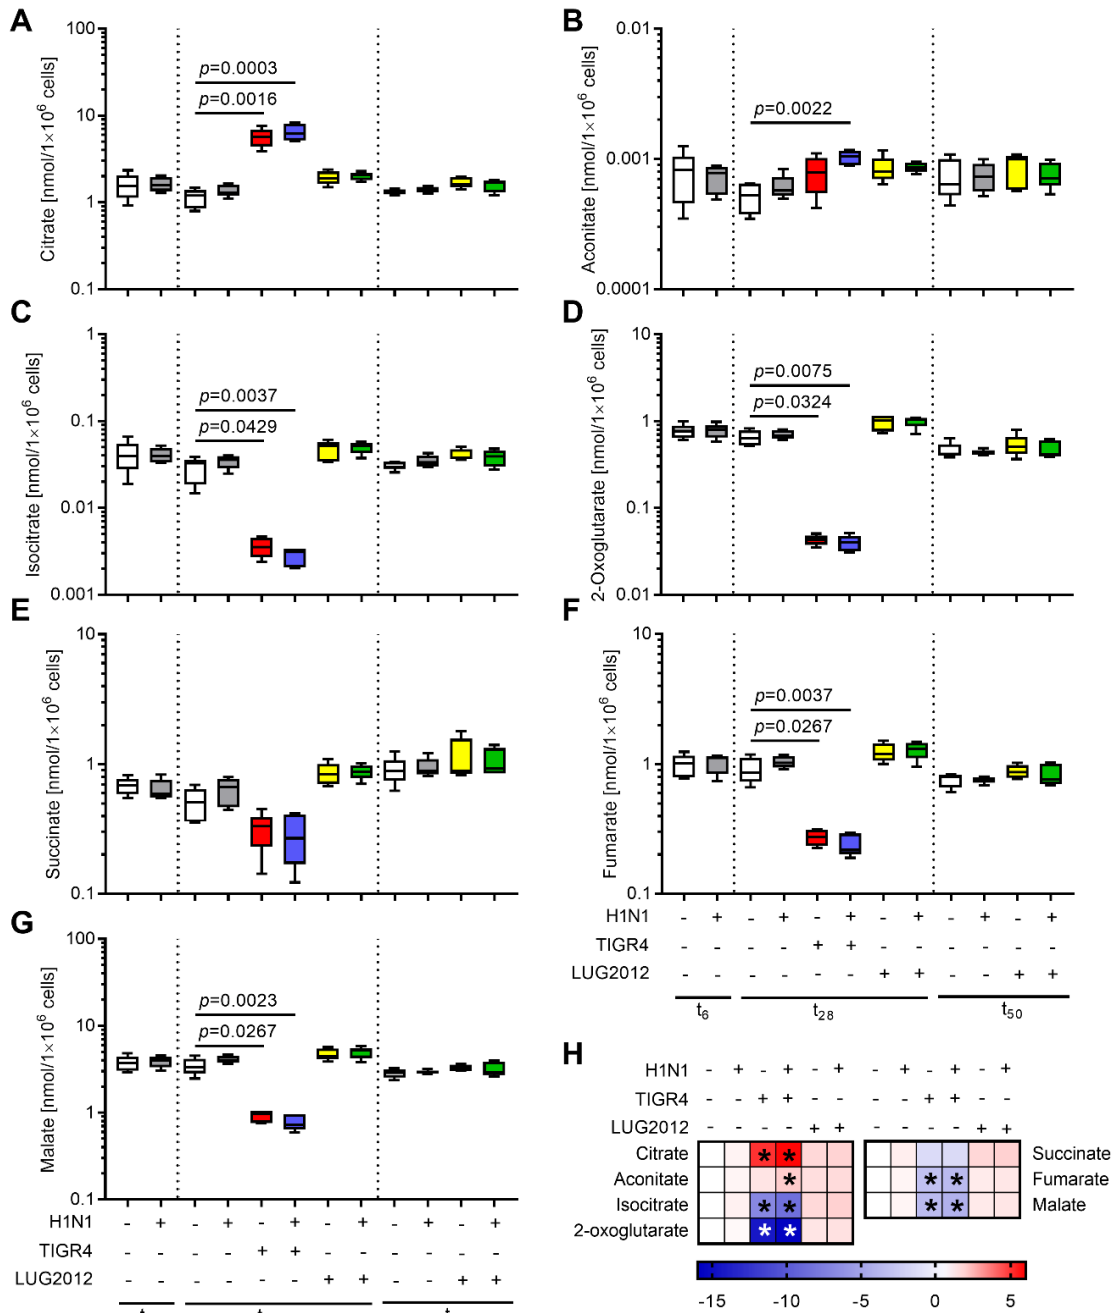 A
Citrate [nmol/1×10⁶ cells]
100
10
1
0.1
p=0.0003
p=0.0016
B
Aconitate [nmol/1×10⁶ cells]
0.01
0.001
0.0001
p=0.0022
C
Isocitrate [nmol/1×10⁶ cells]
1
0.1
0.01
0.001
p=0.0037
p=0.0429
D
2-Oxoglutarate [nmol/1×10⁶ cells]
10
1
0.1
0.01
p=0.0075
p=0.0324
E
Succinate [nmol/1×10⁶ cells]
10
1
0.1
F
Fumarate [nmol/1×10⁶ cells]
10
1
0.1
p=0.0037
p=0.0267
H1N1 - + - + - + - + - + - +
TIGR4 - - - - + + - - - - - -
LUG2012 - - - - - - + + - - + +
t₆ t₂₈ t₅₀
G
Malate [nmol/1×10⁶ cells]
100
10
1
0.1
p=0.0023
p=0.0267
H1N1 - + - + - + - + - + - +
TIGR4 - - - - + + - - - - - -
LUG2012 - - - - - - + + - - + +
H
H1N1 - + - + - + - + - + - +
TIGR4 - - + + - - - - + + - -
LUG2012 - - - - + + - - - - + +
Citrate * * Succinate
Aconitate * Fumarate * *
Isocitrate * * Malate * *
2-oxoglutarate * *
-15 -10 -5 0 5